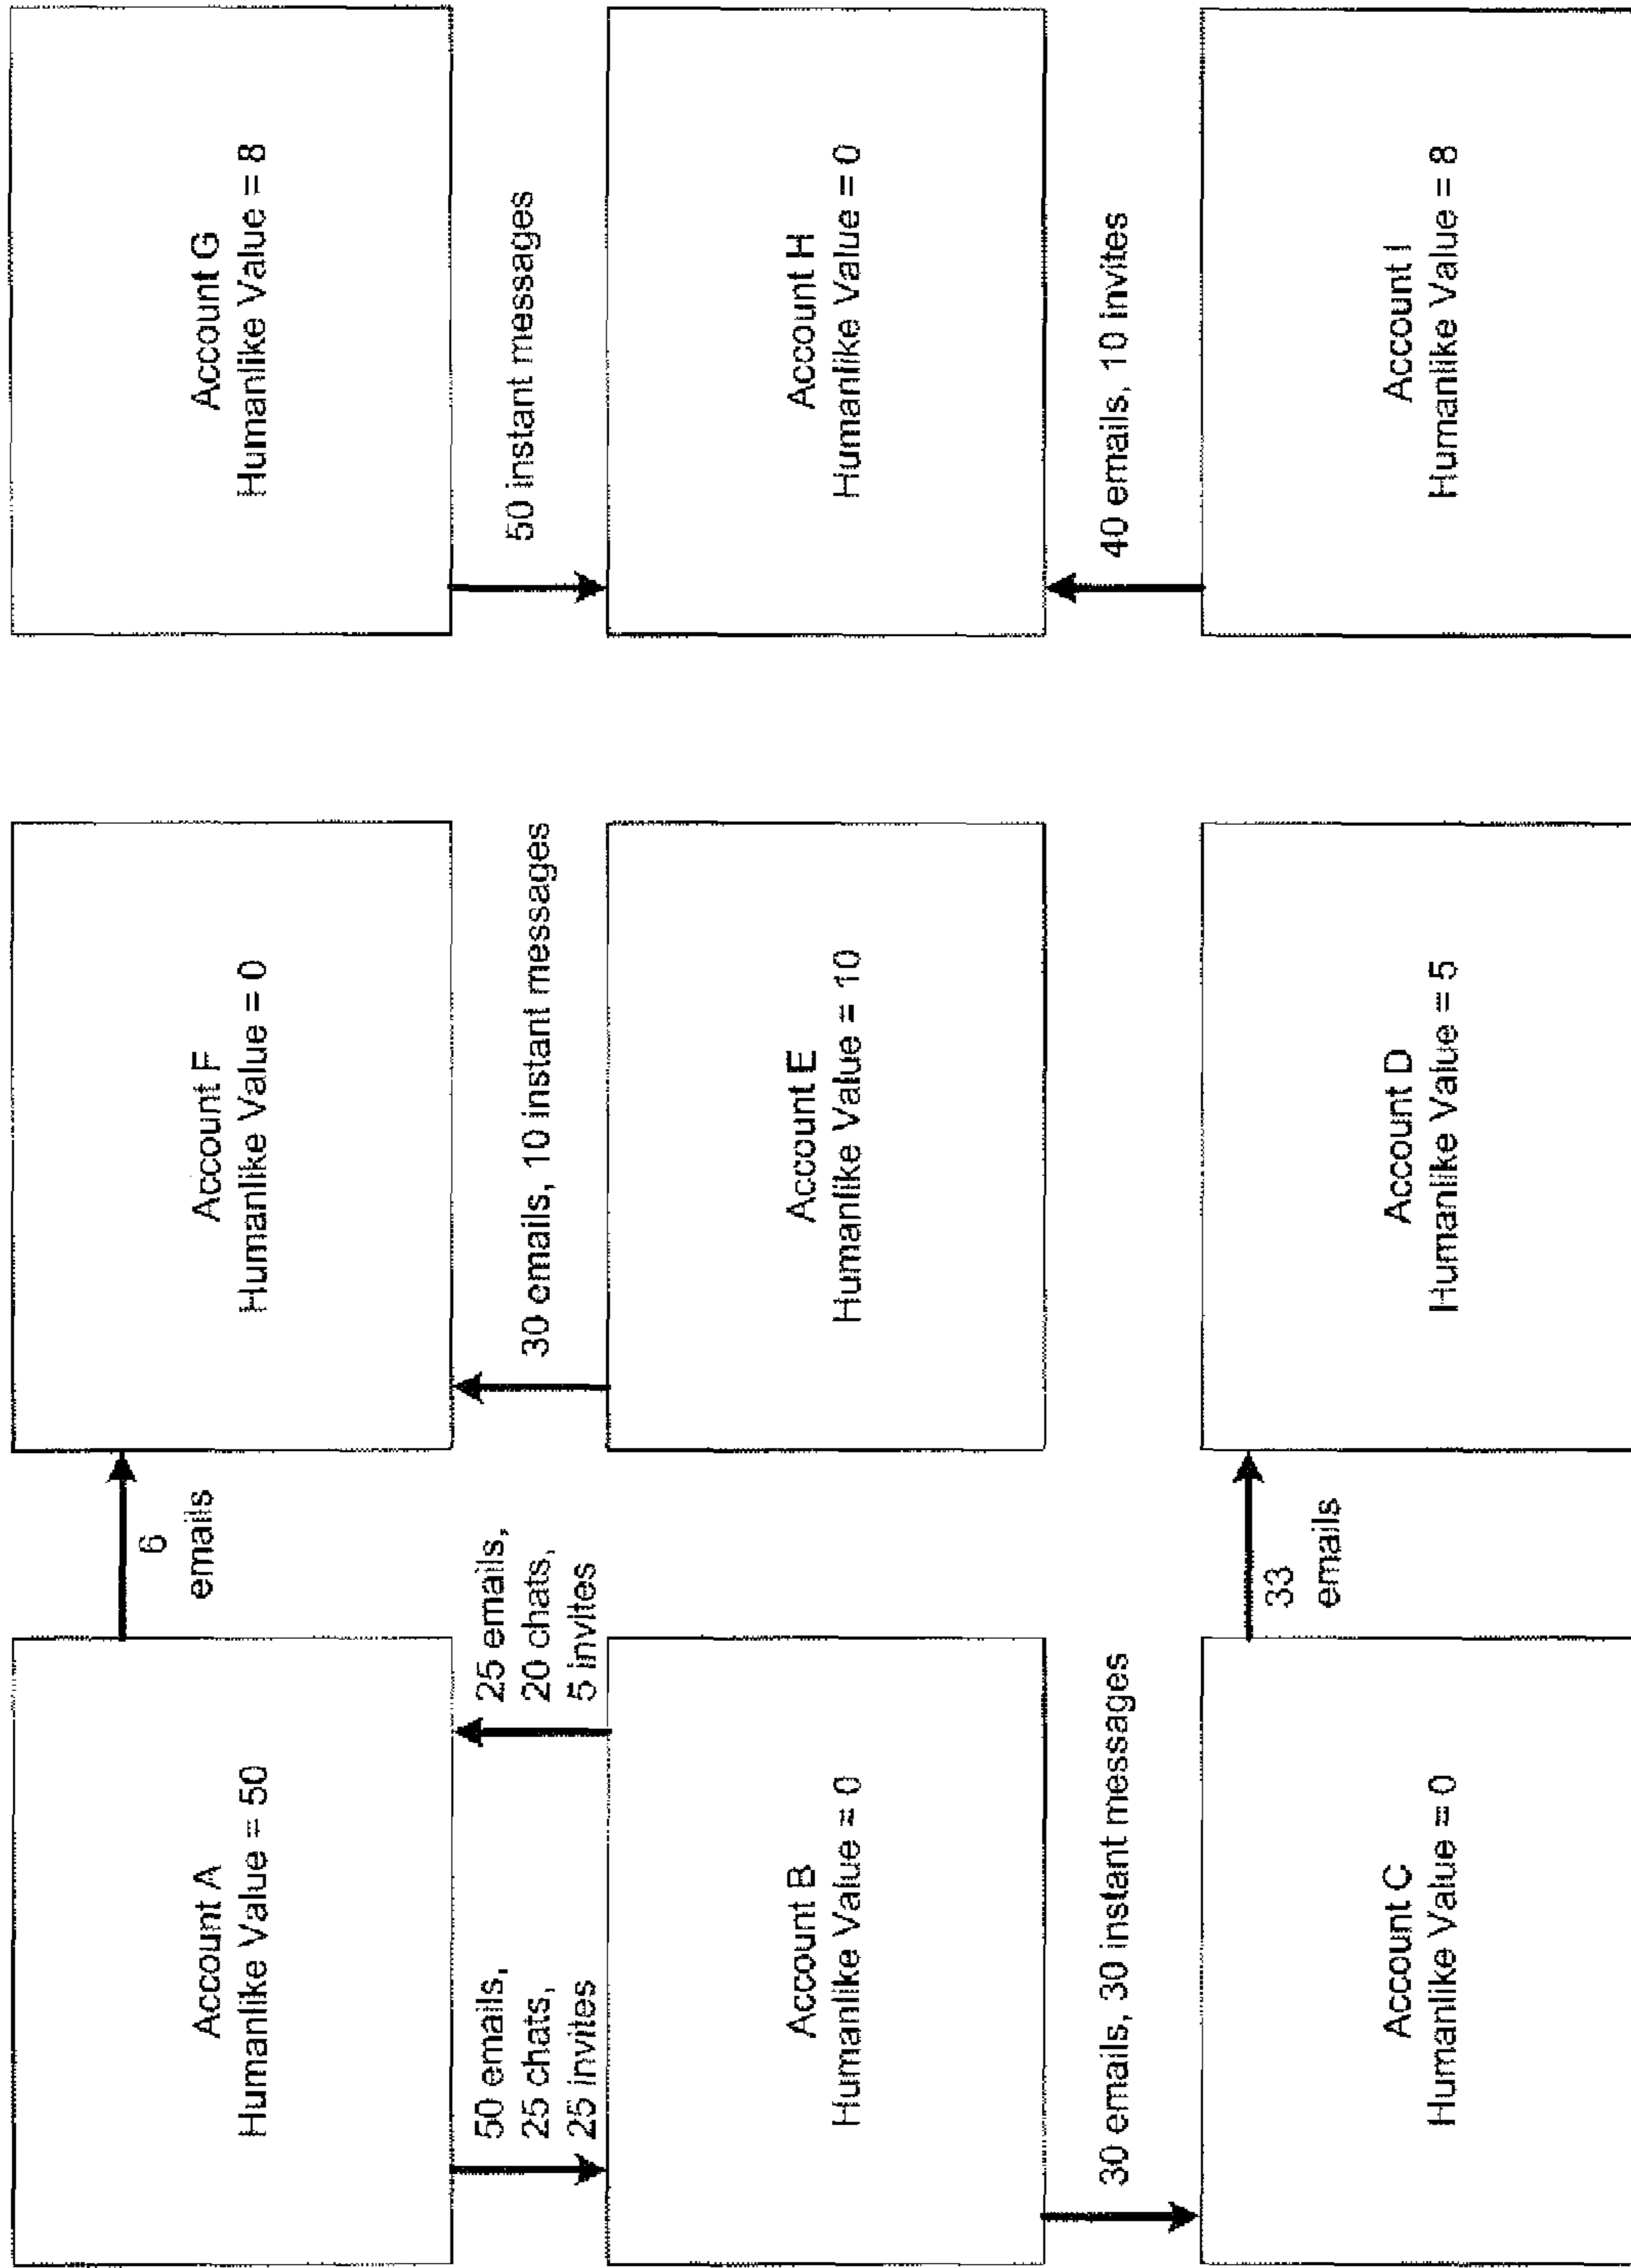 Account A
Humanlike Value = 50
6
emails
Account F
Humanlike Value = 0
Account G
Humanlike Value = 8
50 emails,
25 chats,
25 invites
25 emails,
20 chats,
5 invites
30 emails, 10 instant messages
50 instant messages
Account B
Humanlike Value = 0
Account E
Humanlike Value = 10
Account H
Humanlike Value = 0
30 emails, 30 instant messages
40 emails, 10 invites
Account C
Humanlike Value = 0
33
emails
Account D
Humanlike Value = 5
Account I
Humanlike Value = 8